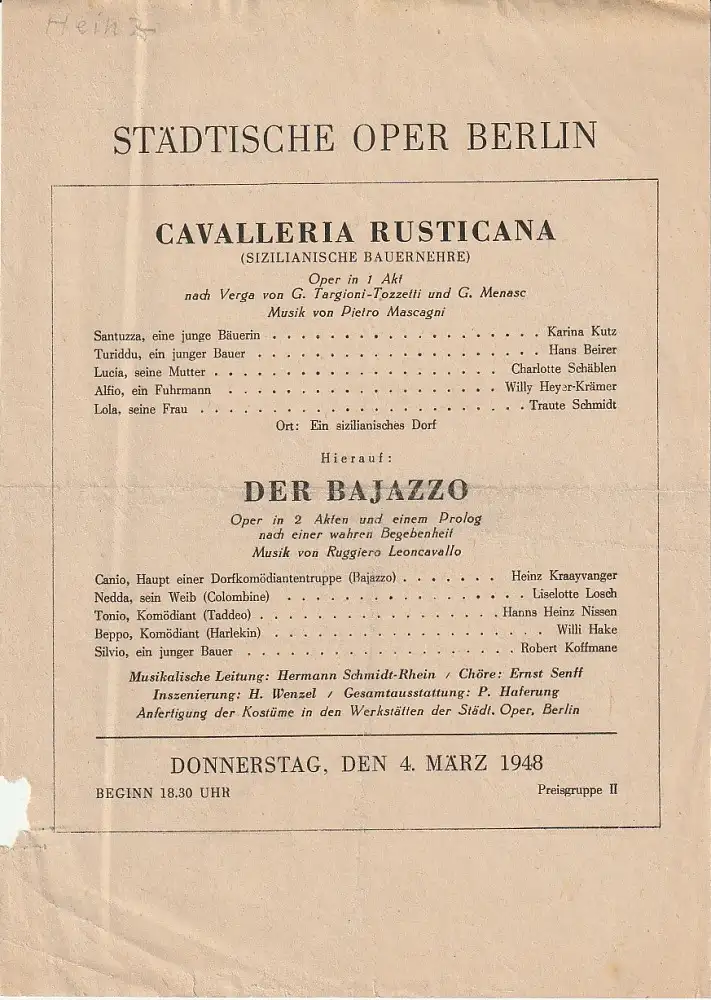 Heinz
STÄDTISCHE OPER BERLIN
CAVALLERIA RUSTICANA
(SIZILIANISCHE BAUERNEHRE)
Oper in 1 Akt
nach Verga von G. Targioni-Tozzetti und G. Menasc
Musik von Pietro Mascagni
Santuzza, eine junge Bäuerin . . . . . . . . . . . . . . . . . . . Karina Kutz
Turiddu, ein junger Bauer . . . . . . . . . . . . . . . . . . . . Hans Beirer
Lucia, seine Mutter . . . . . . . . . . . . . . . . . . . . Charlotte Schäblen
Alfio, ein Fuhrmann . . . . . . . . . . . . . . . . . . . Willy Heyer-Krämer
Lola, seine Frau . . . . . . . . . . . . . . . . . . . . . . . Traute Schmidt
Ort: Ein sizilianisches Dorf
Hierauf:
DER BAJAZZO
Oper in 2 Akten und einem Prolog
nach einer wahren Begebenheit
Musik von Ruggiero Leoncavallo
Canio, Haupt einer Dorfkomödiantentruppe (Bajazzo) . . . . . . . Heinz Kraayvanger
Nedda, sein Weib (Colombine) . . . . . . . . . . . . . . . . . Liselotte Losch
Tonio, Komödiant (Taddeo) . . . . . . . . . . . . . . . . . Hanns Heinz Nissen
Beppo, Komödiant (Harlekin) . . . . . . . . . . . . . . . . . . . Willi Hake
Silvio, ein junger Bauer . . . . . . . . . . . . . . . . . . . Robert Koffmane
Musikalische Leitung: Hermann Schmidt-Rhein / Chöre: Ernst Senff
Inszenierung: H. Wenzel / Gesamtausstattung: P. Haferung
Anfertigung der Kostüme in den Werkstätten der Städt. Oper, Berlin
DONNERSTAG, DEN 4. MÄRZ 1948
BEGINN 18.30 UHR Preisgruppe II